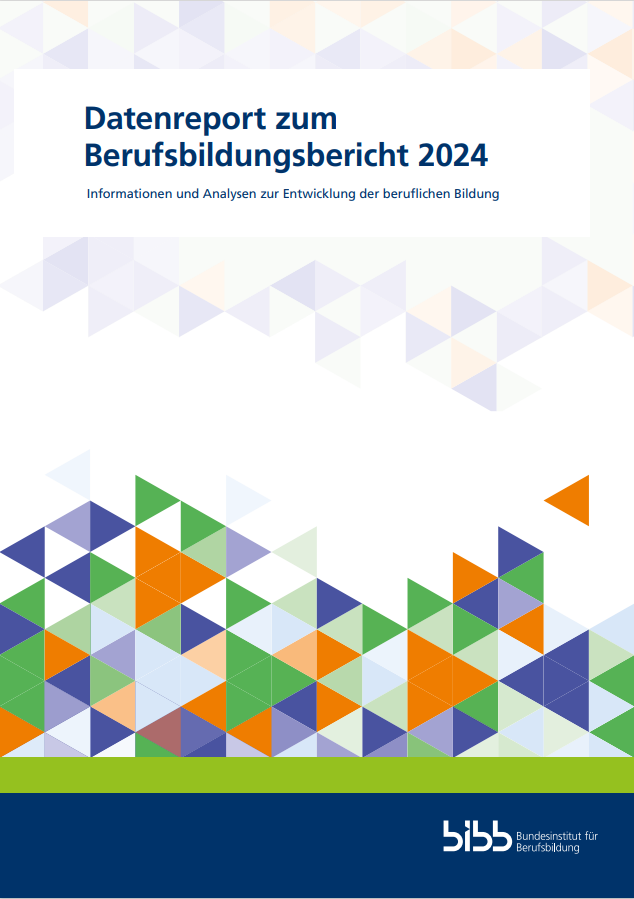 Datenreport zum
Berufsbildungsbericht 2024
Informationen und Analysen zur Entwicklung der beruflichen Bildung
bibb Bundesinstitut für
Berufsbildung